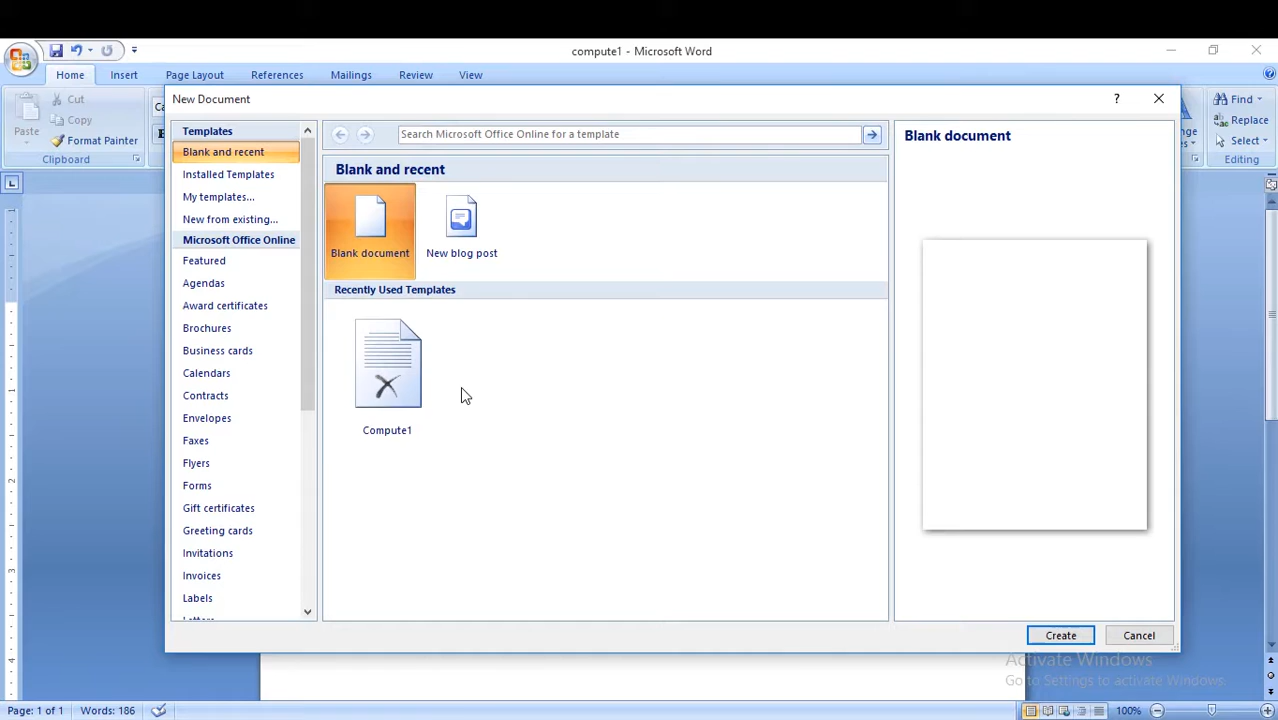 compute1 - Microsoft Word
Home Insert Page Layout References Mailings Review View
Paste
Cut
Copy
Format Painter
Clipboard
Find
Replace
Select
Editing
New Document
Templates
Blank and recent
Installed Templates
My templates...
New from existing...
Microsoft Office Online
Featured
Agendas
Award certificates
Brochures
Business cards
Calendars
Contracts
Envelopes
Faxes
Flyers
Forms
Gift certificates
Greeting cards
Invitations
Invoices
Labels
Search Microsoft Office Online for a template
Blank and recent
Blank document New blog post
Recently Used Templates
Compute1
Blank document
Create Cancel
Activate Windows
Go to Settings to activate Windows.
Page: 1 of 1 Words: 186 100%